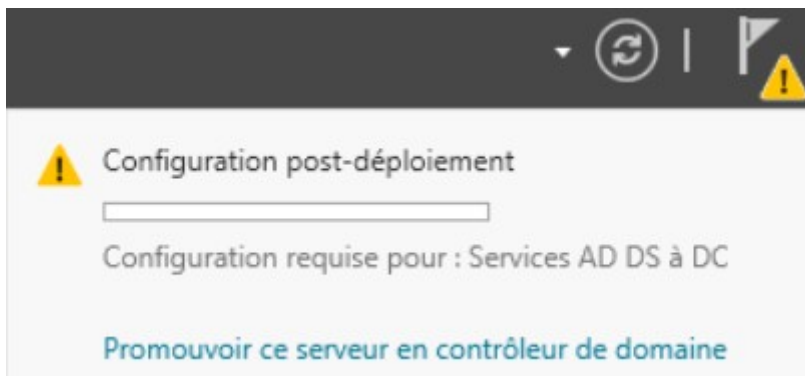 Configuration post-déploiement
Configuration requise pour : Services AD DS à DC
Promouvoir ce serveur en contrôleur de domaine